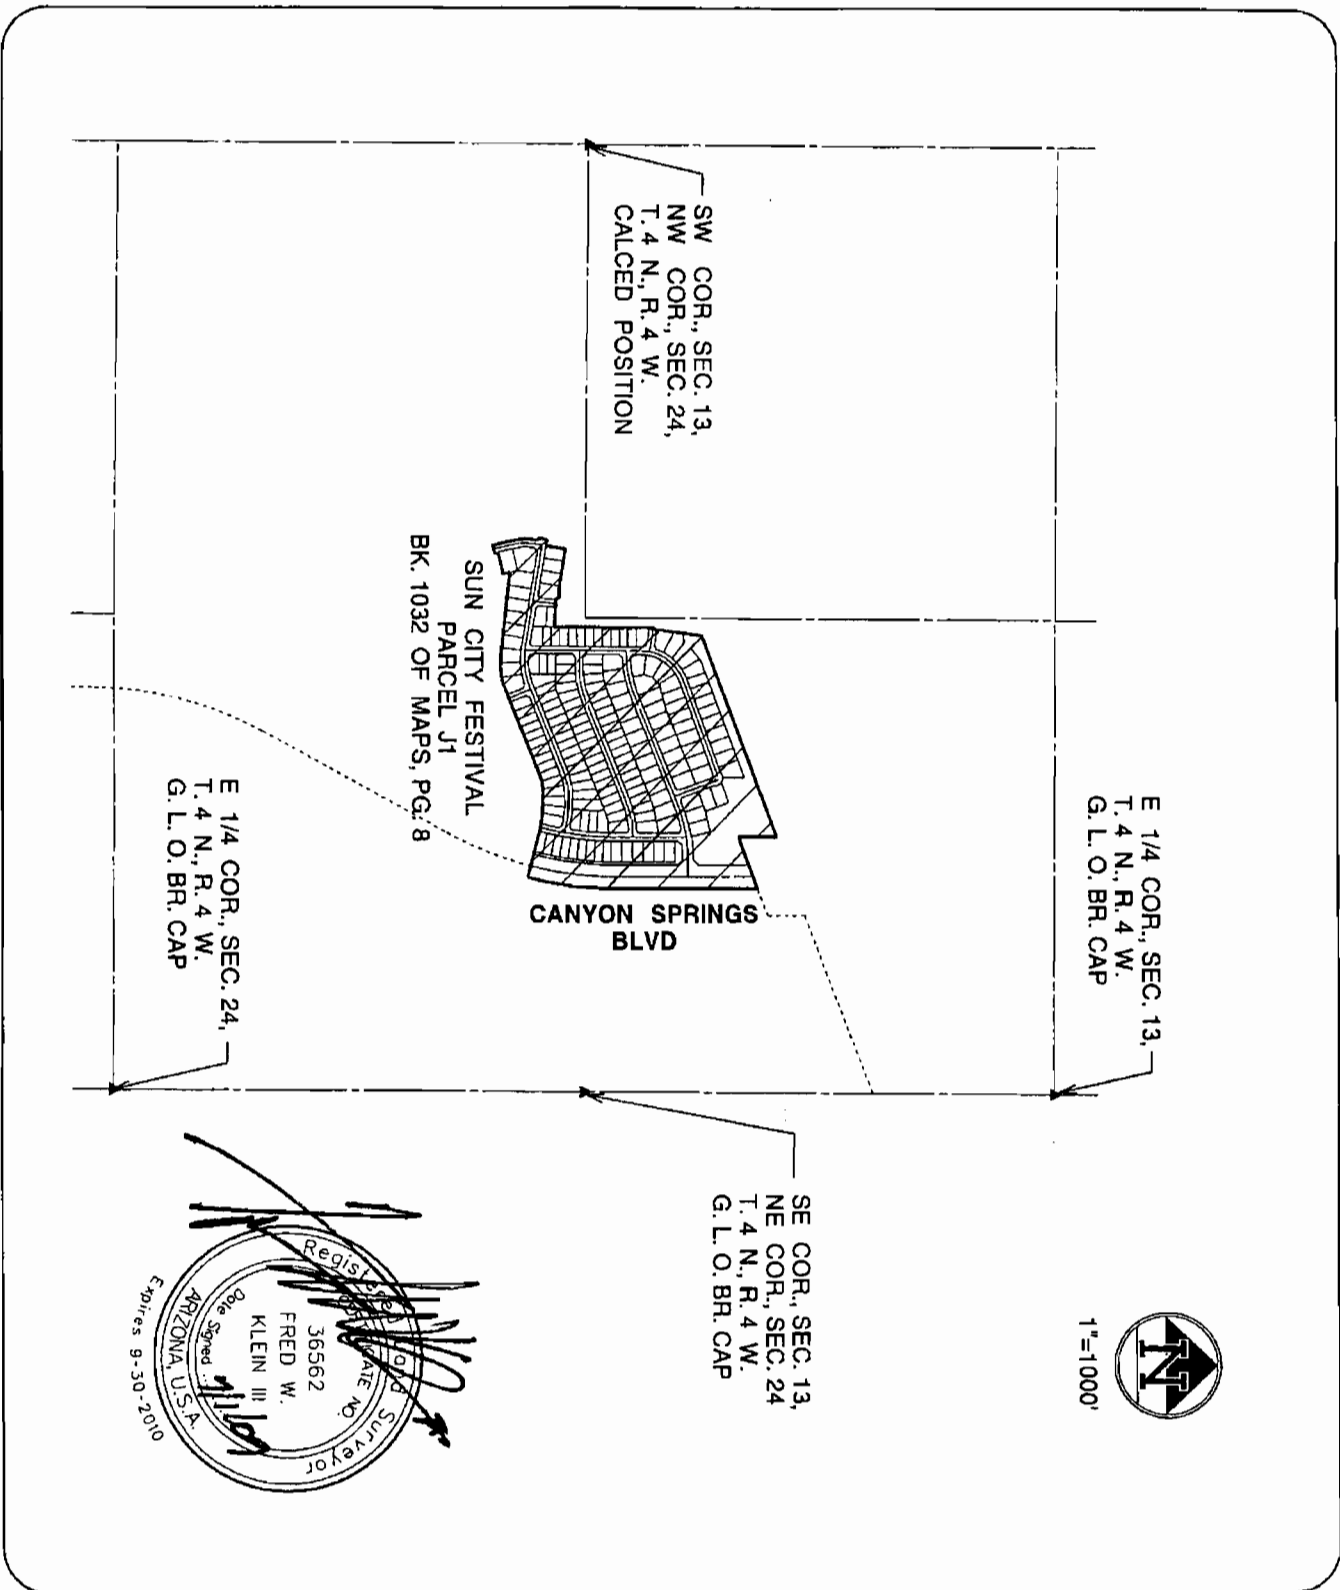 N
1"=1000'
E 1/4 COR., SEC. 13,
T. 4 N., R. 4 W.
G. L. O. BR. CAP
SW COR., SEC. 13,
NW COR., SEC. 24,
T. 4 N., R. 4 W.
CALCED POSITION
SE COR., SEC. 13,
NE COR., SEC. 24
T. 4 N., R. 4 W.
G. L. O. BR. CAP
CANYON SPRINGS
BLVD
SUN CITY FESTIVAL
PARCEL J1
BK. 1032 OF MAPS, PG. 8
E 1/4 COR., SEC. 24,
T. 4 N., R. 4 W.
G. L. O. BR. CAP
Registered Land Surveyor
CERTIFICATE NO.
36562
FRED W.
KLEIN III
Date Signed
ARIZONA, U.S.A.
Expires 9-30-2010